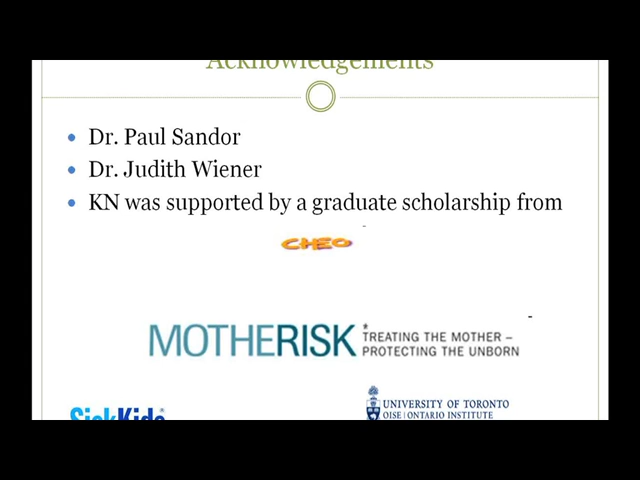 Acknowledgements
Dr. Paul Sandor
Dr. Judith Wiener
KN was supported by a graduate scholarship from
CHEO
MOTHERISK
TREATING THE MOTHER –
PROTECTING THE UNBORN
SickKids
UNIVERSITY OF TORONTO
OISE | ONTARIO INSTITUTE